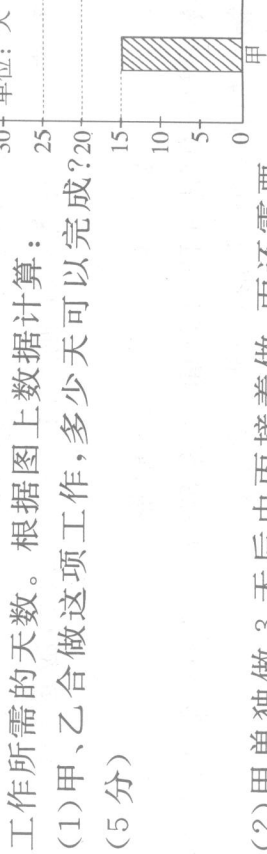 工作所需的天数。根据图上数据计算:
(1)甲、乙合做这项工作,多少天可以完成?
(5 分)
单位:天
30
25
20
15
10
5
0
甲
(2)甲单独做 3 天后由丙接着做,丙还需要